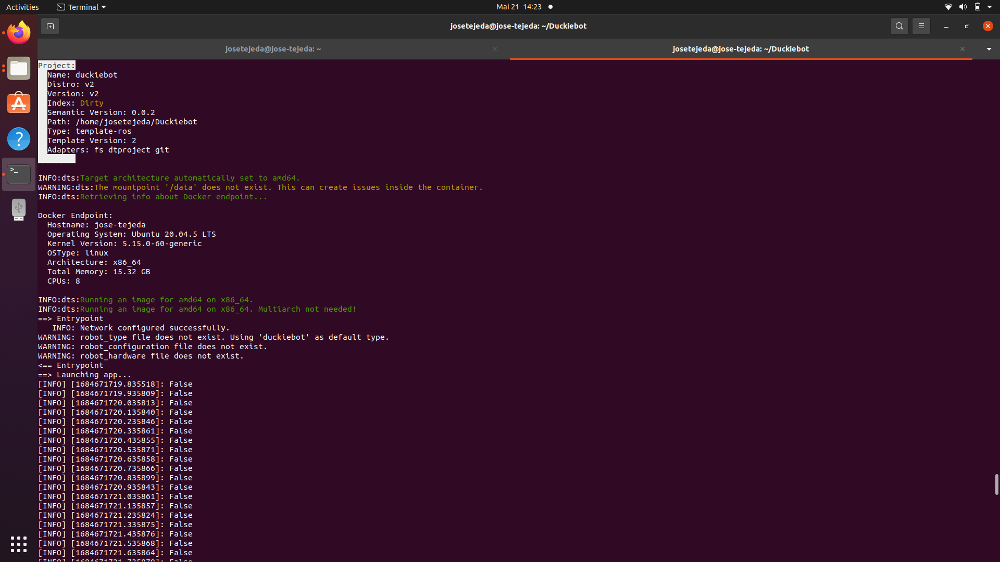 Activities
Terminal
Mai 21 14:23
josetejeda@jose-tejeda: ~/Duckiebot
josetejeda@jose-tejeda: ~
josetejeda@jose-tejeda: ~/Duckiebot
Project:
Name: duckiebot
Distro: v2
Version: v2
Index: Dirty
Semantic Version: 0.0.2
Path: /home/josetejeda/Duckiebot
Type: template-ros
Template Version: 2
Adapters: fs dtproject git
INFO:dts:Target architecture automatically set to amd64.
WARNING:dts:The mountpoint '/data' does not exist. This can create issues inside the container.
INFO:dts:Retrieving info about Docker endpoint...
Docker Endpoint:
Hostname: jose-tejeda
Operating System: Ubuntu 20.04.5 LTS
Kernel Version: 5.15.0-60-generic
OSType: linux
Architecture: x86_64
Total Memory: 15.32 GB
CPUs: 8
INFO:dts:Running an image for amd64 on x86_64.
INFO:dts:Running an image for amd64 on x86_64. Multiarch not needed!
==> Entrypoint
INFO: Network configured successfully.
WARNING: robot_type file does not exist. Using 'duckiebot' as default type.
WARNING: robot_configuration file does not exist.
WARNING: robot_hardware file does not exist.
<== Entrypoint
==> Launching app...
[INFO] [1684671719.835518]: False
[INFO] [1684671719.935809]: False
[INFO] [1684671720.035813]: False
[INFO] [1684671720.135840]: False
[INFO] [1684671720.235846]: False
[INFO] [1684671720.335861]: False
[INFO] [1684671720.435855]: False
[INFO] [1684671720.535871]: False
[INFO] [1684671720.635858]: False
[INFO] [1684671720.735866]: False
[INFO] [1684671720.835899]: False
[INFO] [1684671720.935843]: False
[INFO] [1684671721.035861]: False
[INFO] [1684671721.135857]: False
[INFO] [1684671721.235824]: False
[INFO] [1684671721.335875]: False
[INFO] [1684671721.435876]: False
[INFO] [1684671721.535868]: False
[INFO] [1684671721.635864]: False